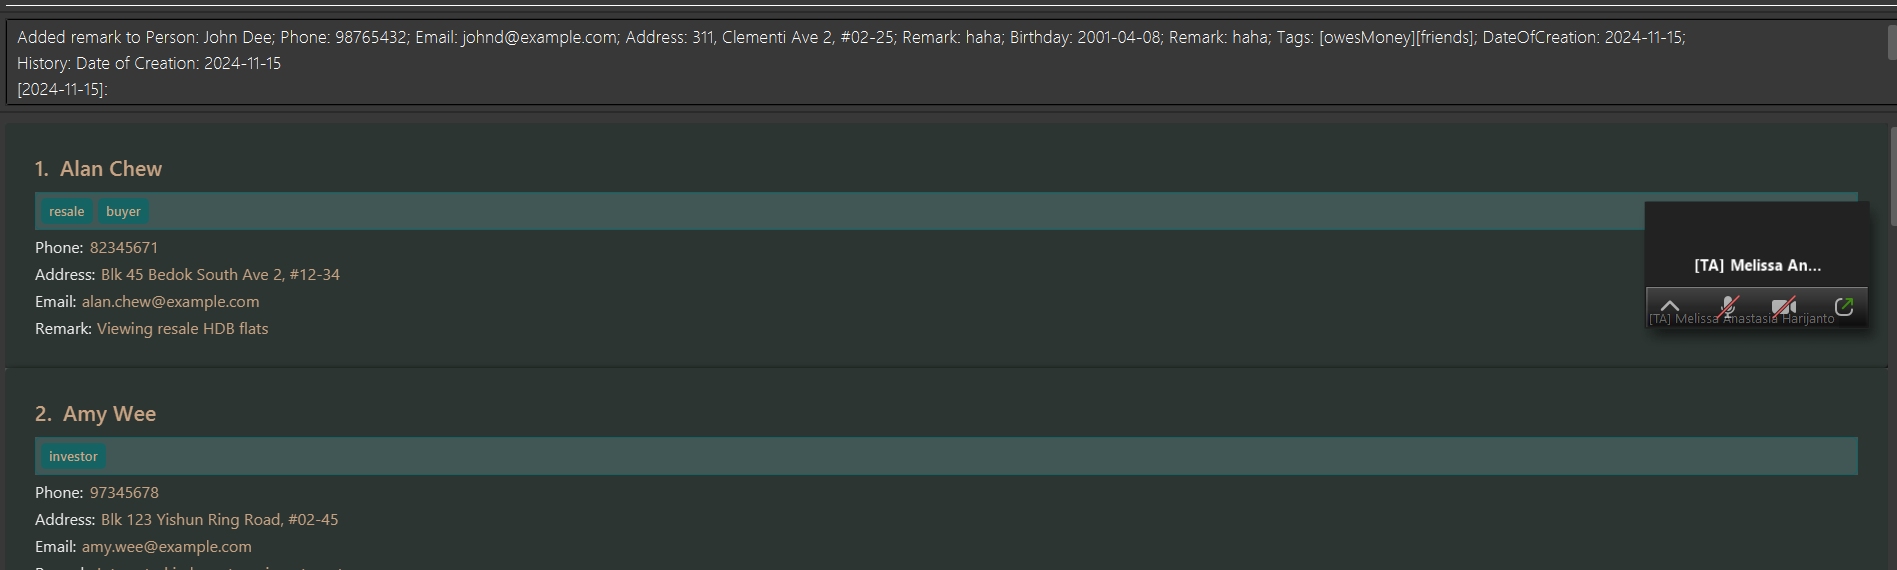 Added remark to Person: John Dee; Phone: 98765432; Email: johnd@example.com; Address: 311, Clementi Ave 2, #02-25; Remark: haha; Birthday: 2001-04-08; Remark: haha; Tags: [owesMoney][friends]; DateOfCreation: 2024-11-15;
History: Date of Creation: 2024-11-15
[2024-11-15]:
1. Alan Chew
resale buyer
Phone: 82345671
Address: Blk 45 Bedok South Ave 2, #12-34
Email: alan.chew@example.com
Remark: Viewing resale HDB flats
[TA] Melissa An...
[TA] Melissa Anastasia Harijanto
2. Amy Wee
investor
Phone: 97345678
Address: Blk 123 Yishun Ring Road, #02-45
Email: amy.wee@example.com